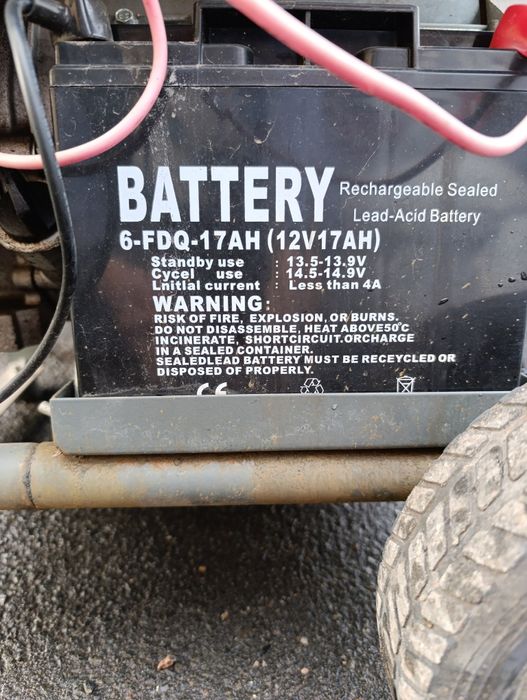 BATTERY Rechargeable Sealed
Lead-Acid Battery
6-FDQ-17AH (12V17AH)
Standby use : 13.5-13.9V
Cycel use : 14.5-14.9V
Lnitial current : Less than 4A
WARNING:
RISK OF FIRE, EXPLOSION, OR BURNS.
DO NOT DISASSEMBLE, HEAT ABOVE50°C
INCINERATE, SHORTCIRCUIT.ORCHARGE
IN A SEALED CONTAINER.
SEALEDLEAD BATTERY MUST BE RECYCLED OR
DISPOSED OF PROPERLY.
CE